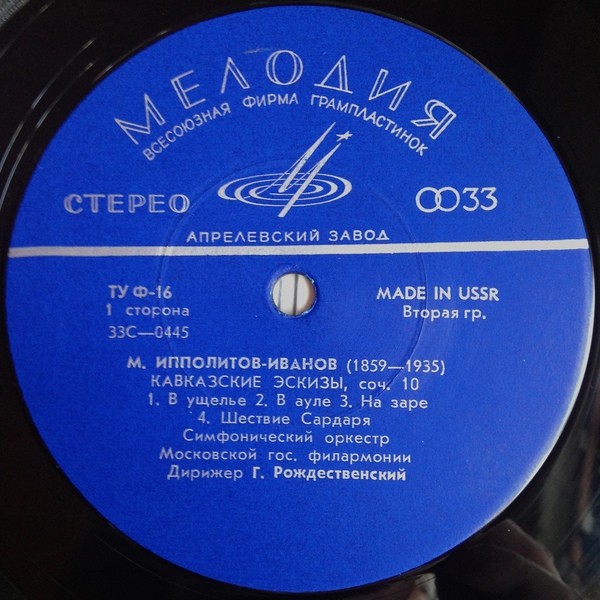 МЕЛОДИЯ
ВСЕСОЮЗНАЯ ФИРМА ГРАМПЛАСТИНОК
СТЕРЕО
33
АПРЕЛЕВСКИЙ ЗАВОД
ТУ Ф-16
MADE IN USSR
1 сторона
Вторая гр.
33С—0445
М. ИППОЛИТОВ-ИВАНОВ (1859—1935)
КАВКАЗСКИЕ ЭСКИЗЫ, соч. 10
1. В ущелье 2. В ауле 3. На заре
4. Шествие Сардаря
Симфонический оркестр
Московской гос. филармонии
Дирижер Г. Рождественский